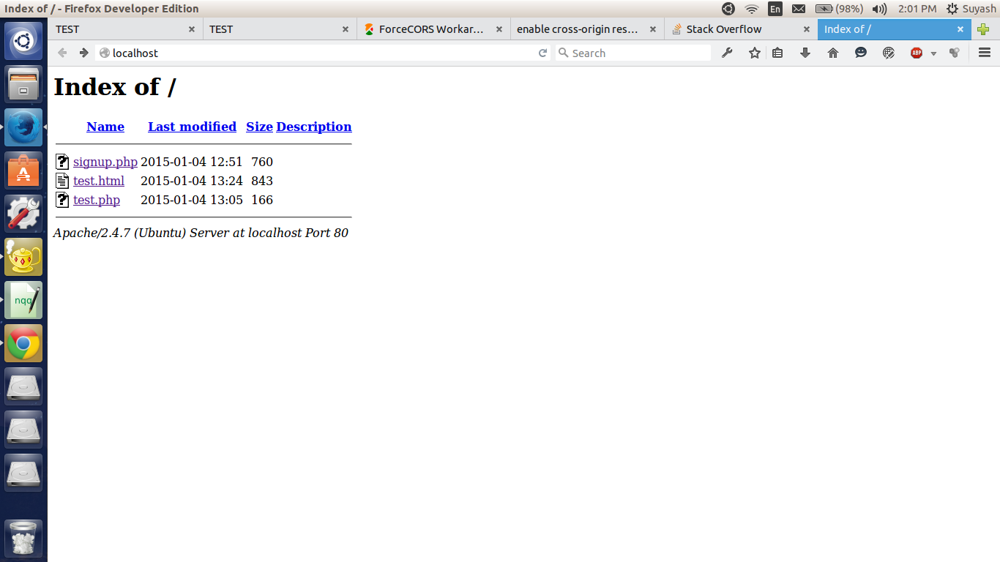 Index of / - Firefox Developer Edition
En (98%) 2:01 PM Suyash
TEST TEST ForceCORS Workar... enable cross-origin res... Stack Overflow Index of /
localhost Search ABP
Index of /
Name Last modified Size Description
signup.php 2015-01-04 12:51 760
test.html 2015-01-04 13:24 843
test.php 2015-01-04 13:05 166
Apache/2.4.7 (Ubuntu) Server at localhost Port 80
nqq